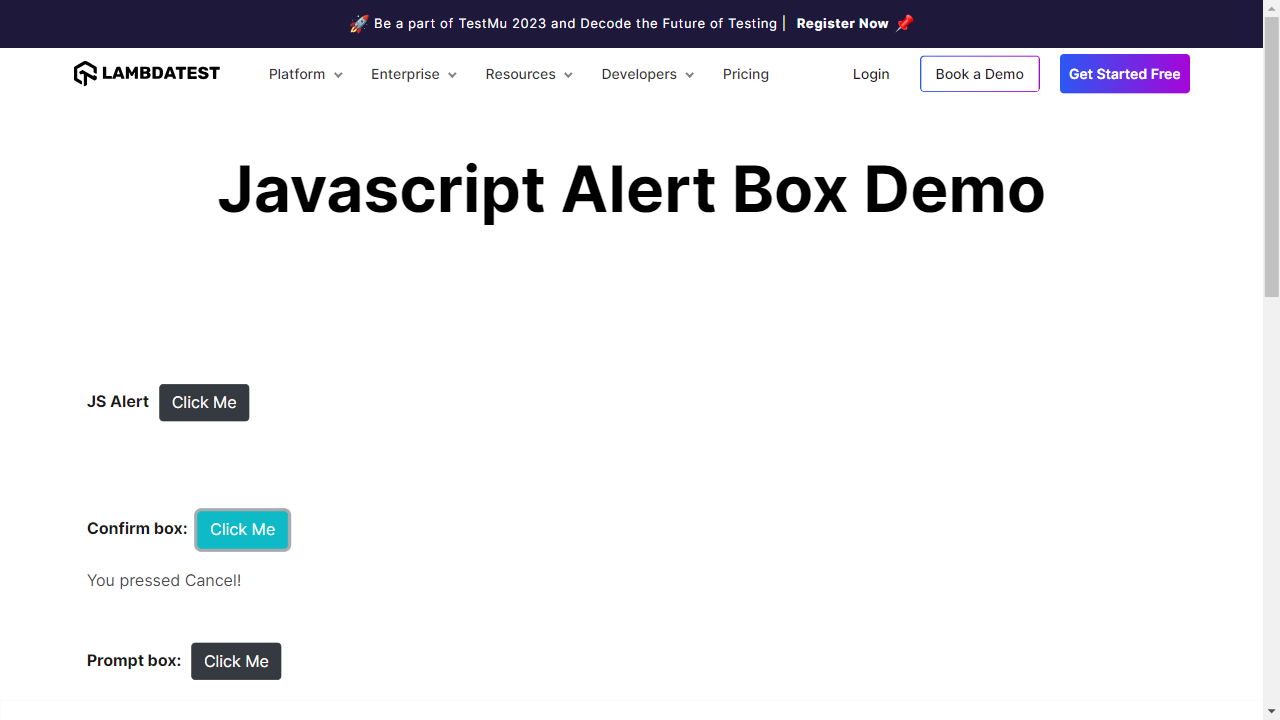 🚀 Be a part of TestMu 2023 and Decode the Future of Testing | Register Now 📌
LAMBDATEST Platform Enterprise Resources Developers Pricing Login Book a Demo Get Started Free
Javascript Alert Box Demo
JS Alert Click Me
Confirm box: Click Me
You pressed Cancel!
Prompt box: Click Me